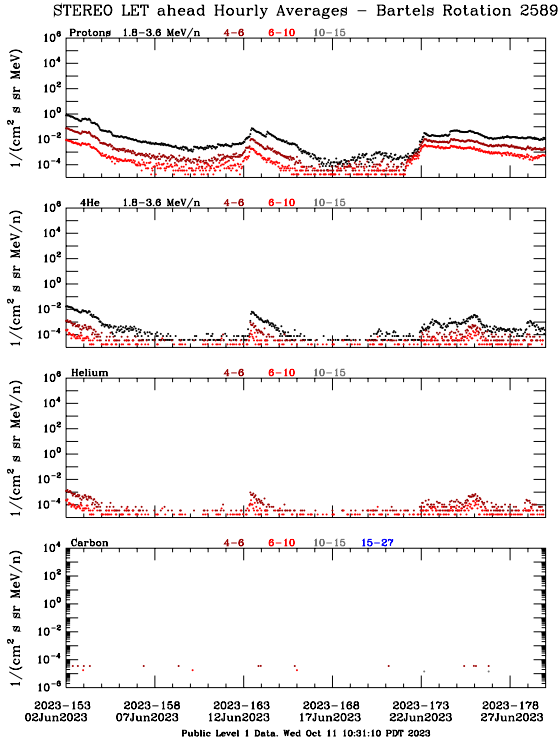 STEREO LET ahead Hourly Averages - Bartels Rotation 2589
Protons 1.8-3.6 MeV/n 4-6 6-10 10-15
1/(cm² s sr MeV)
10⁶
10⁴
10²
10⁰
10⁻²
10⁻⁴
4He 1.8-3.6 MeV/n 4-6 6-10 10-15
1/(cm² s sr MeV/n)
10⁶
10⁴
10²
10⁰
10⁻²
10⁻⁴
Helium 4-6 6-10 10-15
1/(cm² s sr MeV/n)
10⁶
10⁴
10²
10⁰
10⁻²
10⁻⁴
Carbon 4-6 6-10 10-15 15-27
1/(cm² s sr MeV/n)
10⁴
10²
10⁰
10⁻²
10⁻⁴
10⁻⁶
2023-153 2023-158 2023-163 2023-168 2023-173 2023-178
02Jun2023 07Jun2023 12Jun2023 17Jun2023 22Jun2023 27Jun2023
Public Level 1 Data. Wed Oct 11 10:31:10 PDT 2023